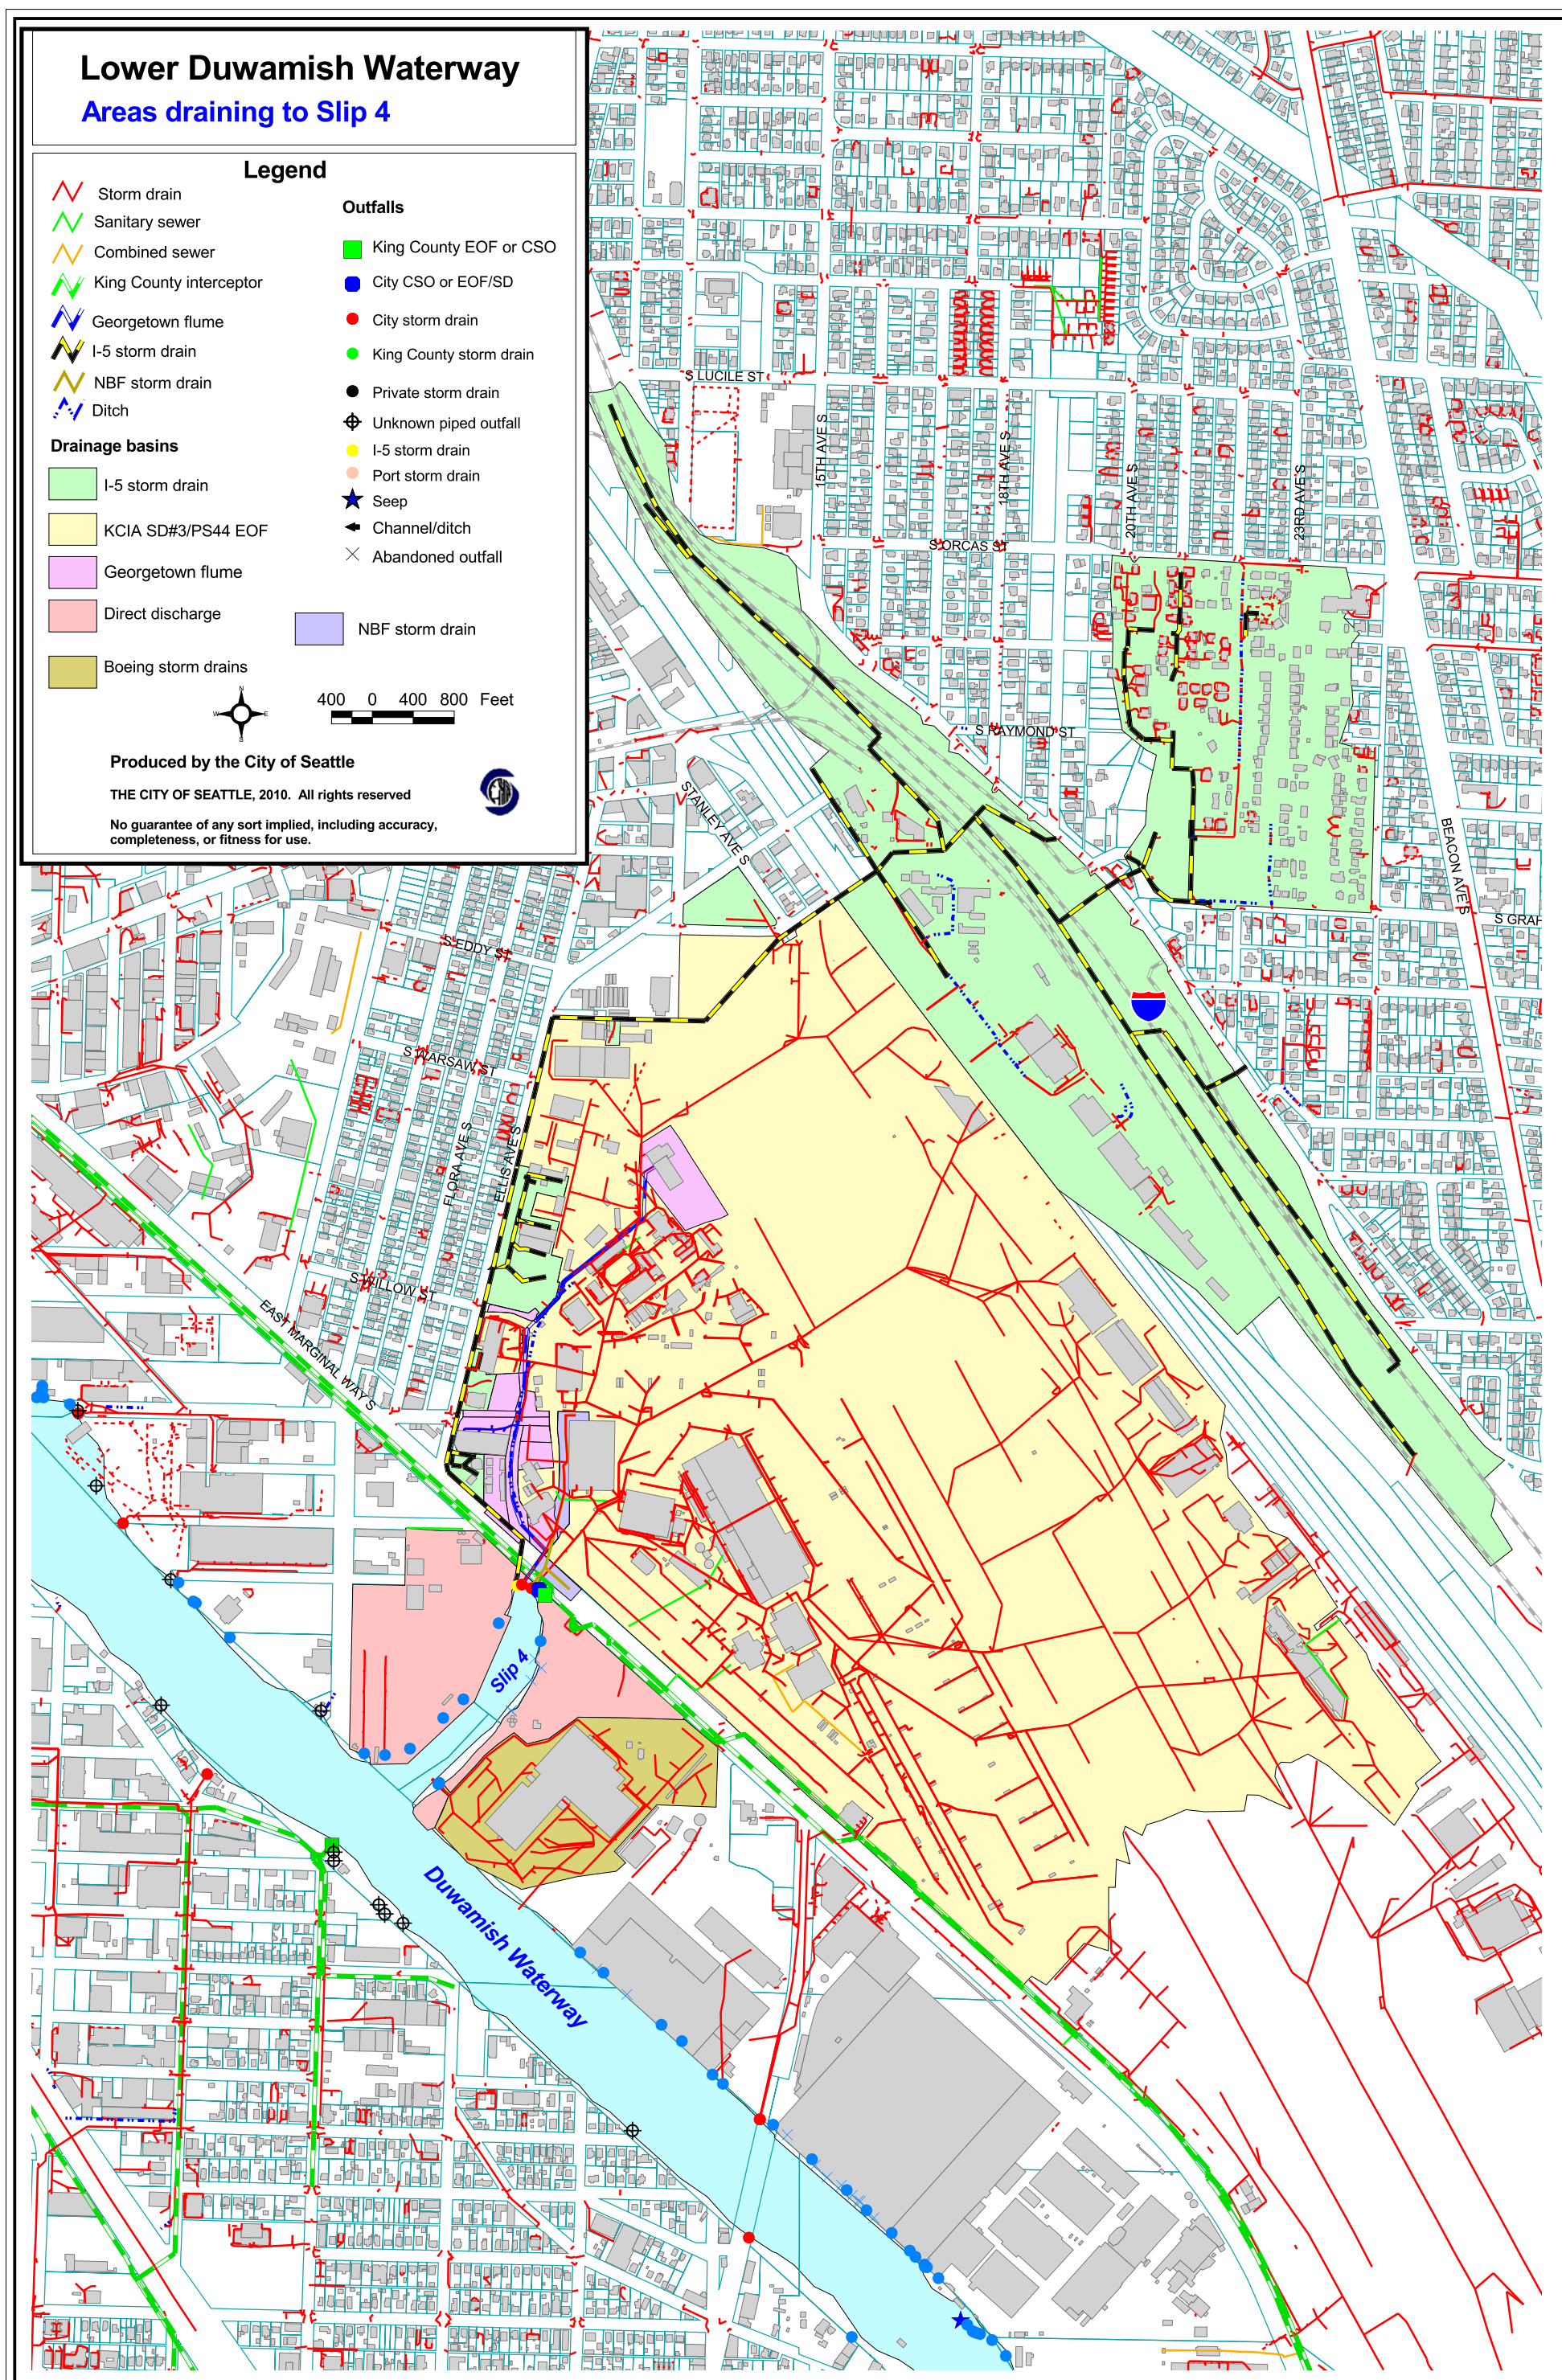 Lower Duwamish Waterway
Areas draining to Slip 4
Legend
Storm drain
Sanitary sewer
Combined sewer
King County interceptor
Georgetown flume
I-5 storm drain
NBF storm drain
Ditch
Drainage basins
I-5 storm drain
KCIA SD#3/PS44 EOF
Georgetown flume
Direct discharge
Boeing storm drains
NBF storm drain
Outfalls
King County EOF or CSO
City CSO or EOF/SD
City storm drain
King County storm drain
Private storm drain
Unknown piped outfall
I-5 storm drain
Port storm drain
Seep
Channel/ditch
Abandoned outfall
N
W
E
S
400 0 400 800 Feet
Produced by the City of Seattle
THE CITY OF SEATTLE, 2010. All rights reserved
No guarantee of any sort implied, including accuracy,
completeness, or fitness for use.
S LUCILE ST
15TH AVE S
18TH AVE S
20TH AVE S
23RD AVE S
S ORCAS ST
S RAYMOND ST
STANLEY AVE S
BEACON AVE S
S GRAH
S EDDY ST
S WARSAW ST
FLORA AVE S
ELLIS AVE S
S WILLOW ST
EAST MARGINAL WAY S
Slip 4
Duwamish Waterway